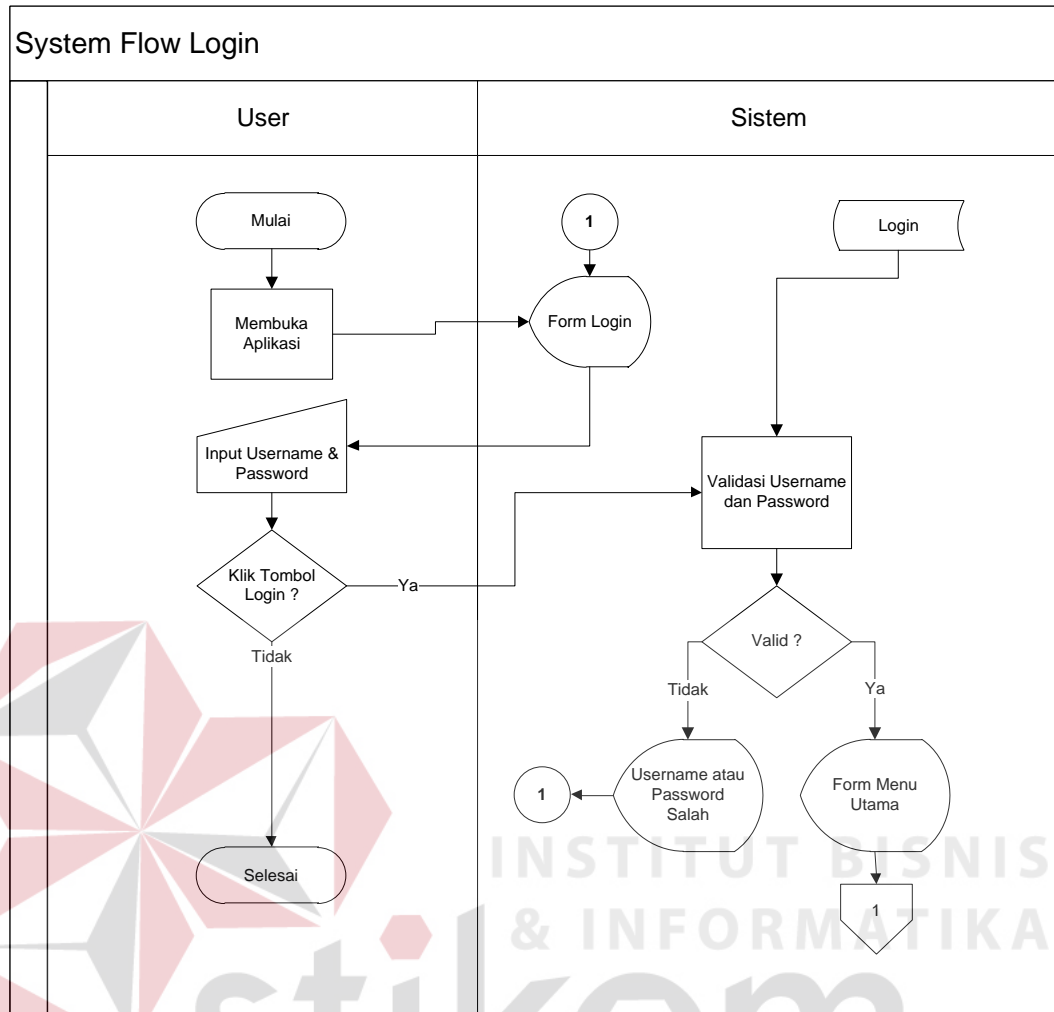 System Flow Login
User
Sistem
Mulai
1
Login
Membuka
Aplikasi
Form Login
Input Username &
Password
Validasi Username
dan Password
Klik Tombol
Login ?
Ya
Valid ?
Tidak
Tidak
Ya
1
Username atau
Password
Salah
Form Menu
Utama
Selesai
1
INSTITUT BISNIS
& INFORMATIKA
stikom